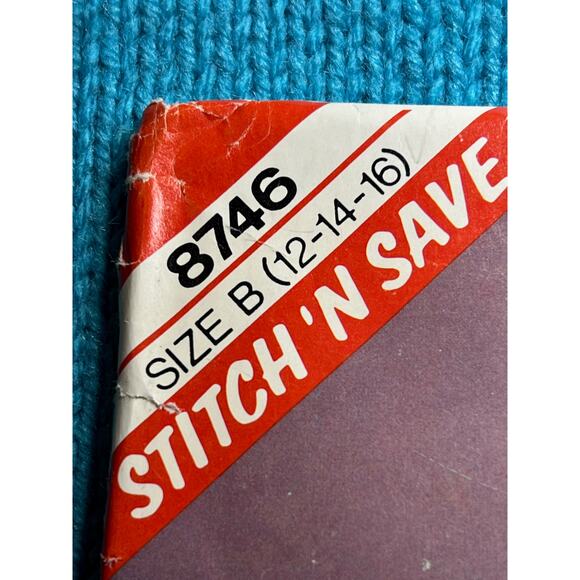 8746
SIZE B (12-14-16)
STITCH 'N SAVE